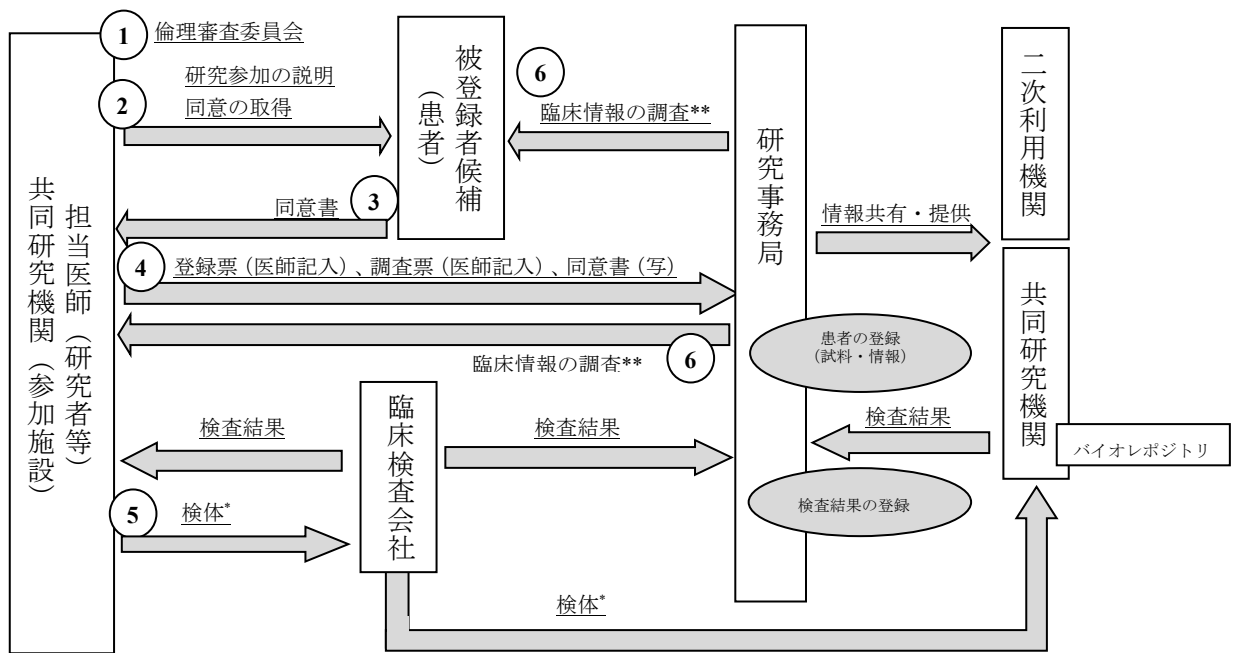 1 倫理審査委員会
研究参加の説明
2 同意の取得
被登録者候補
(患者)
6
臨床情報の調査**
研究事務局
二次利用機関
担当医師(研究者等)
共同研究機関(参加施設)
同意書 3
情報共有・提供
4 登録票(医師記入)、調査票(医師記入)、同意書(写)
臨床情報の調査** 6
患者の登録
(試料・情報)
共同研究機関
バイオレポジトリ
検査結果
臨床検査会社
検査結果
検査結果
検査結果の登録
5 検体*
検体*